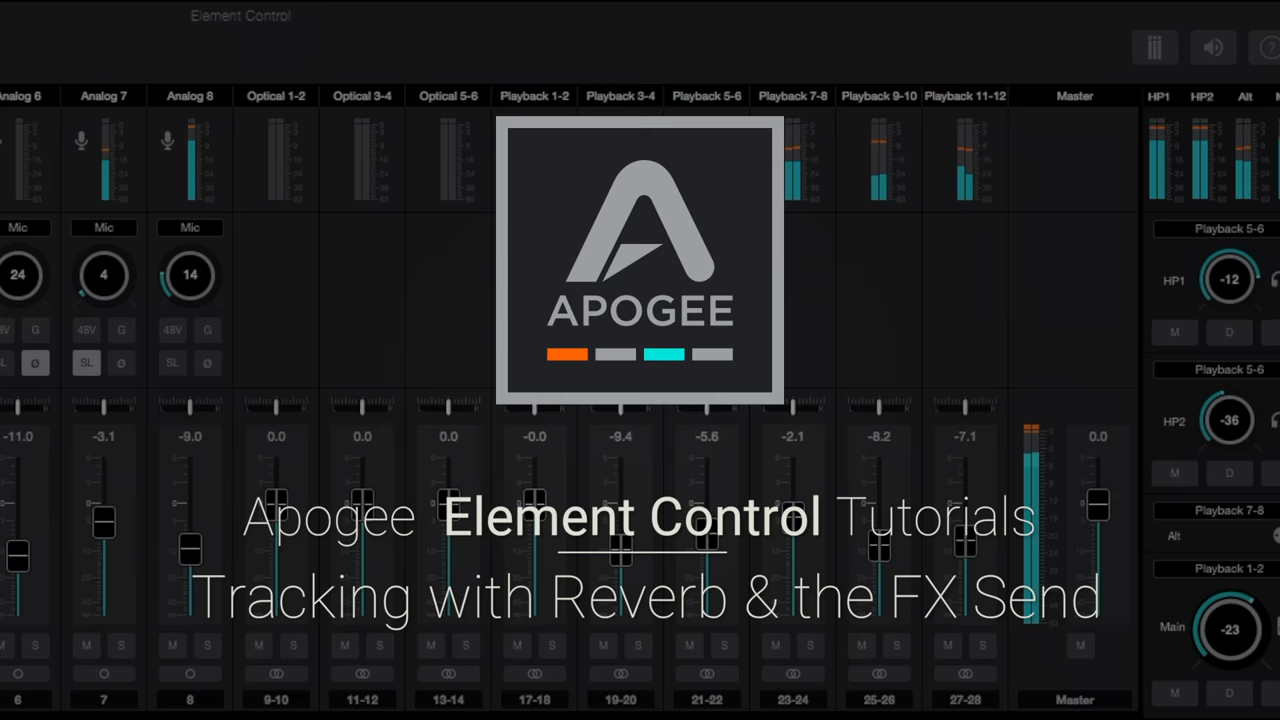 Element Control
Analog 6 Analog 7 Analog 8 Optical 1-2 Optical 3-4 Optical 5-6 Playback 1-2 Playback 3-4 Playback 5-6 Playback 7-8 Playback 9-10 Playback 11-12 Master HP1 HP2 Alt
Mic Mic Mic Playback 5-6
24 4 14 HP1 -12
48V G 48V G 48V G M D
SL Ø SL Ø SL Ø Playback 5-6
APOGEE
-11.0 -3.1 -9.0 0.0 0.0 0.0 -0.0 -9.4 -5.6 -2.1 -8.2 -7.1 0.0 HP2 -36
M D
Apogee Element Control Tutorials
Playback 7-8
Alt
Playback 1-2
Tracking with Reverb & the FX Send
Main -23
M S M S M S M S M S M S M S M S M S M S M S M S M
6 7 8 9-10 11-12 13-14 17-18 19-20 21-22 23-24 25-26 27-28 Master M D